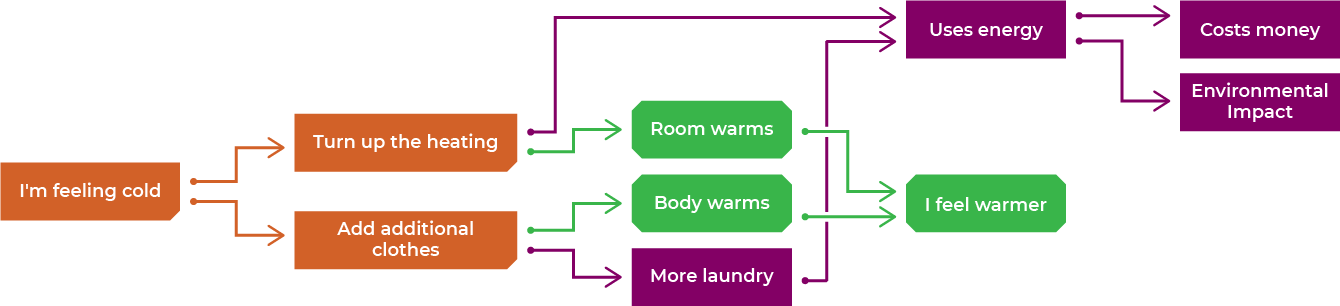 I'm feeling cold
Turn up the heating
Add additional
clothes
Room warms
Body warms
More laundry
Uses energy
I feel warmer
Costs money
Environmental
Impact